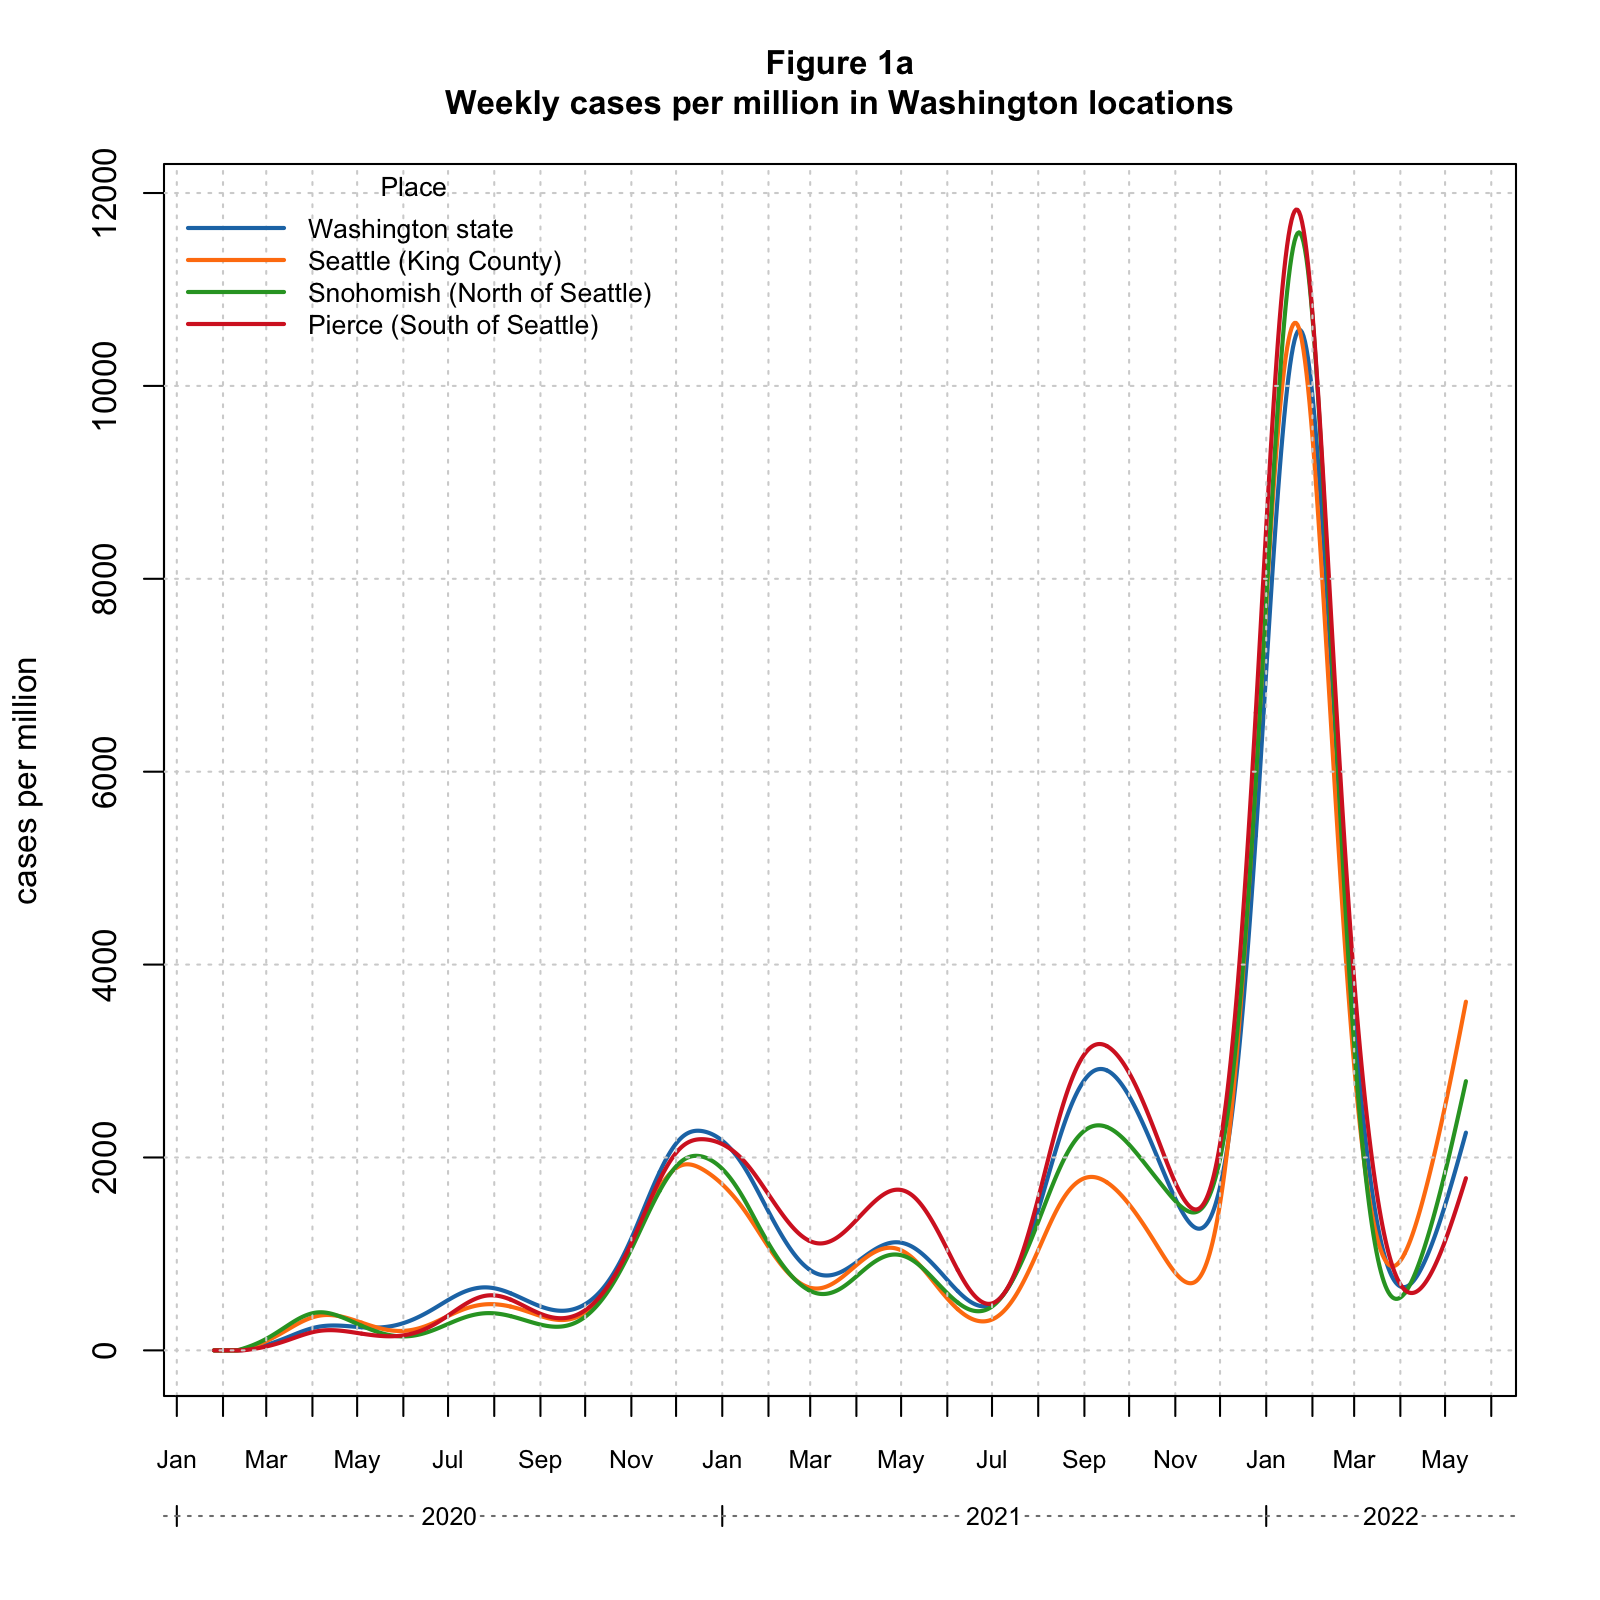 Figure 1a
Weekly cases per million in Washington locations
Place
Washington state
Seattle (King County)
Snohomish (North of Seattle)
Pierce (South of Seattle)
cases per million
12000
10000
8000
6000
4000
2000
0
Jan Mar May Jul Sep Nov Jan Mar May Jul Sep Nov Jan Mar May
2020 2021 2022